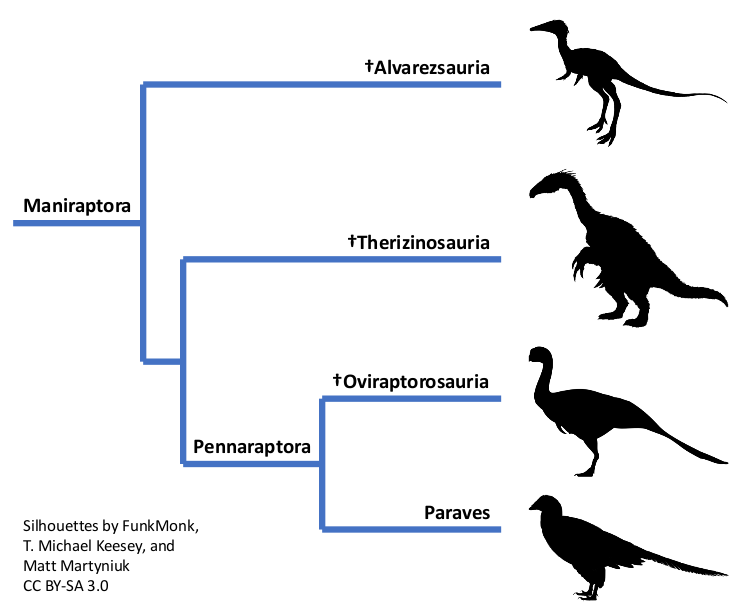 †Alvarezsauria
Maniraptora
†Therizinosauria
†Oviraptorosauria
Pennaraptora
Paraves
Silhouettes by FunkMonk,
T. Michael Keesey, and
Matt Martyniuk
CC BY-SA 3.0